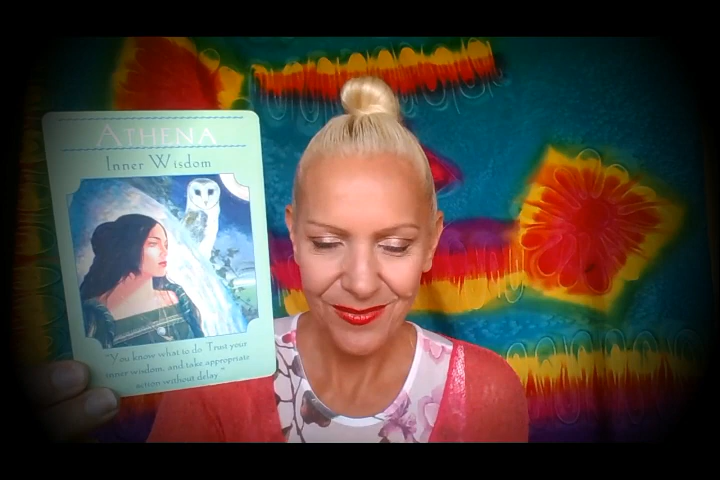 ATHENA
Inner Wisdom
"You know what to do. Trust your
inner wisdom, and take appropriate
action without delay."